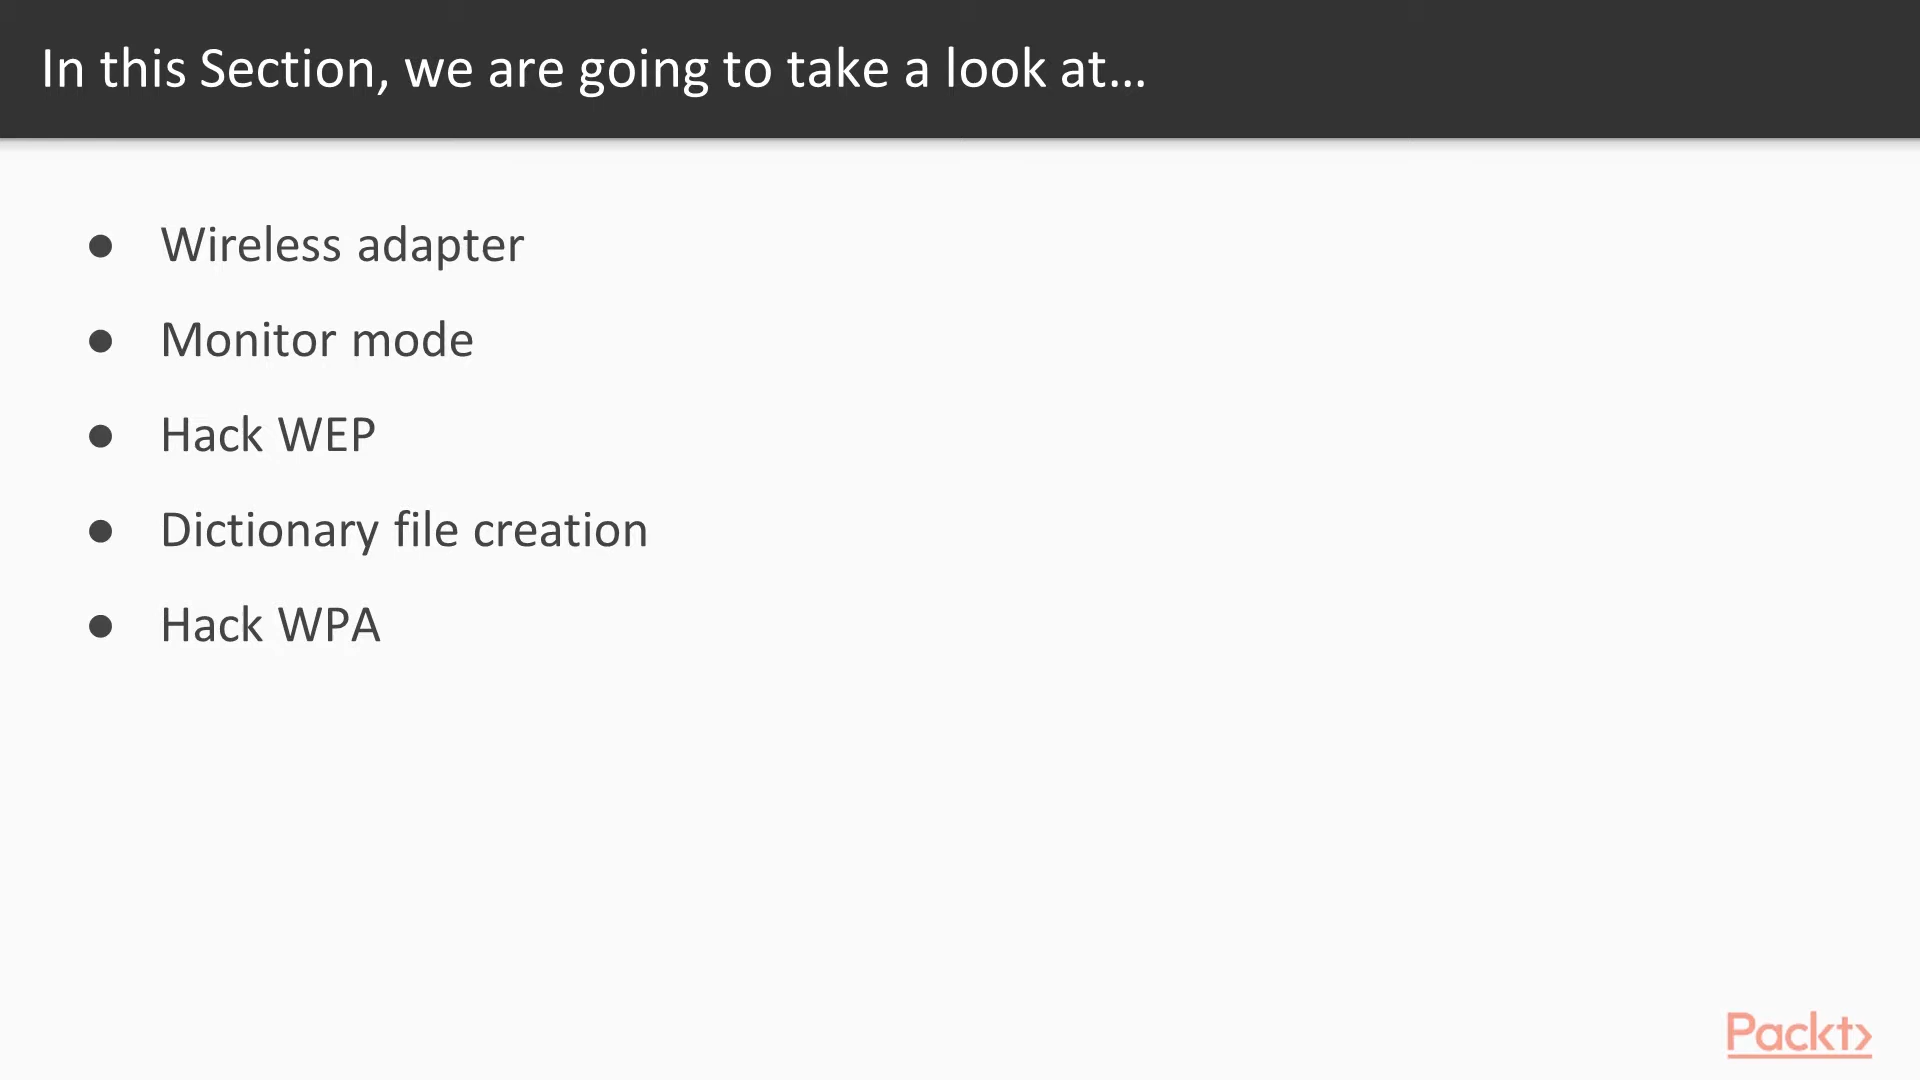 In this Section, we are going to take a look at...
● Wireless adapter
● Monitor mode
● Hack WEP
● Dictionary file creation
● Hack WPA
Packt>